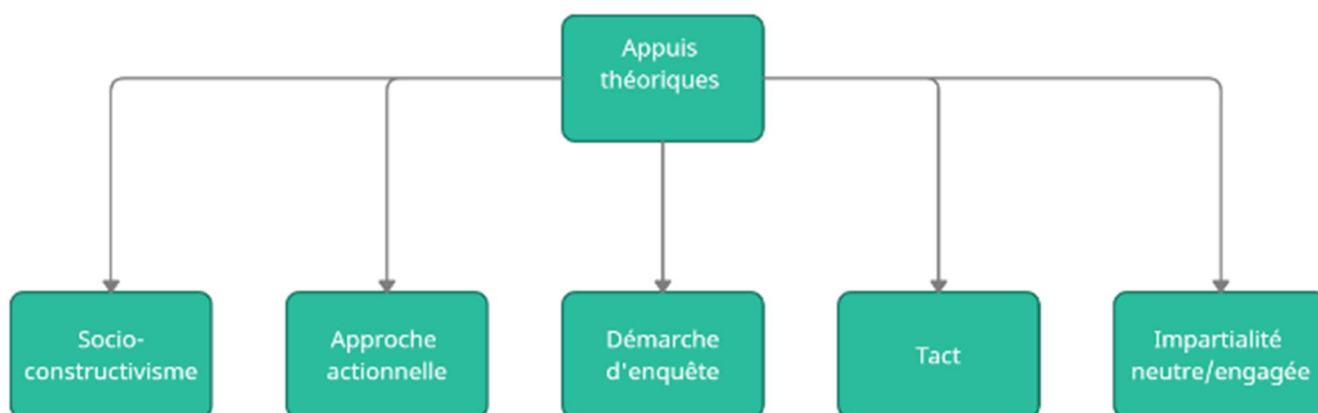 Appuis
théoriques
Socio-
constructivisme
Approche
actionnelle
Démarche
d'enquête
Tact
Impartialité
neutre/engagée